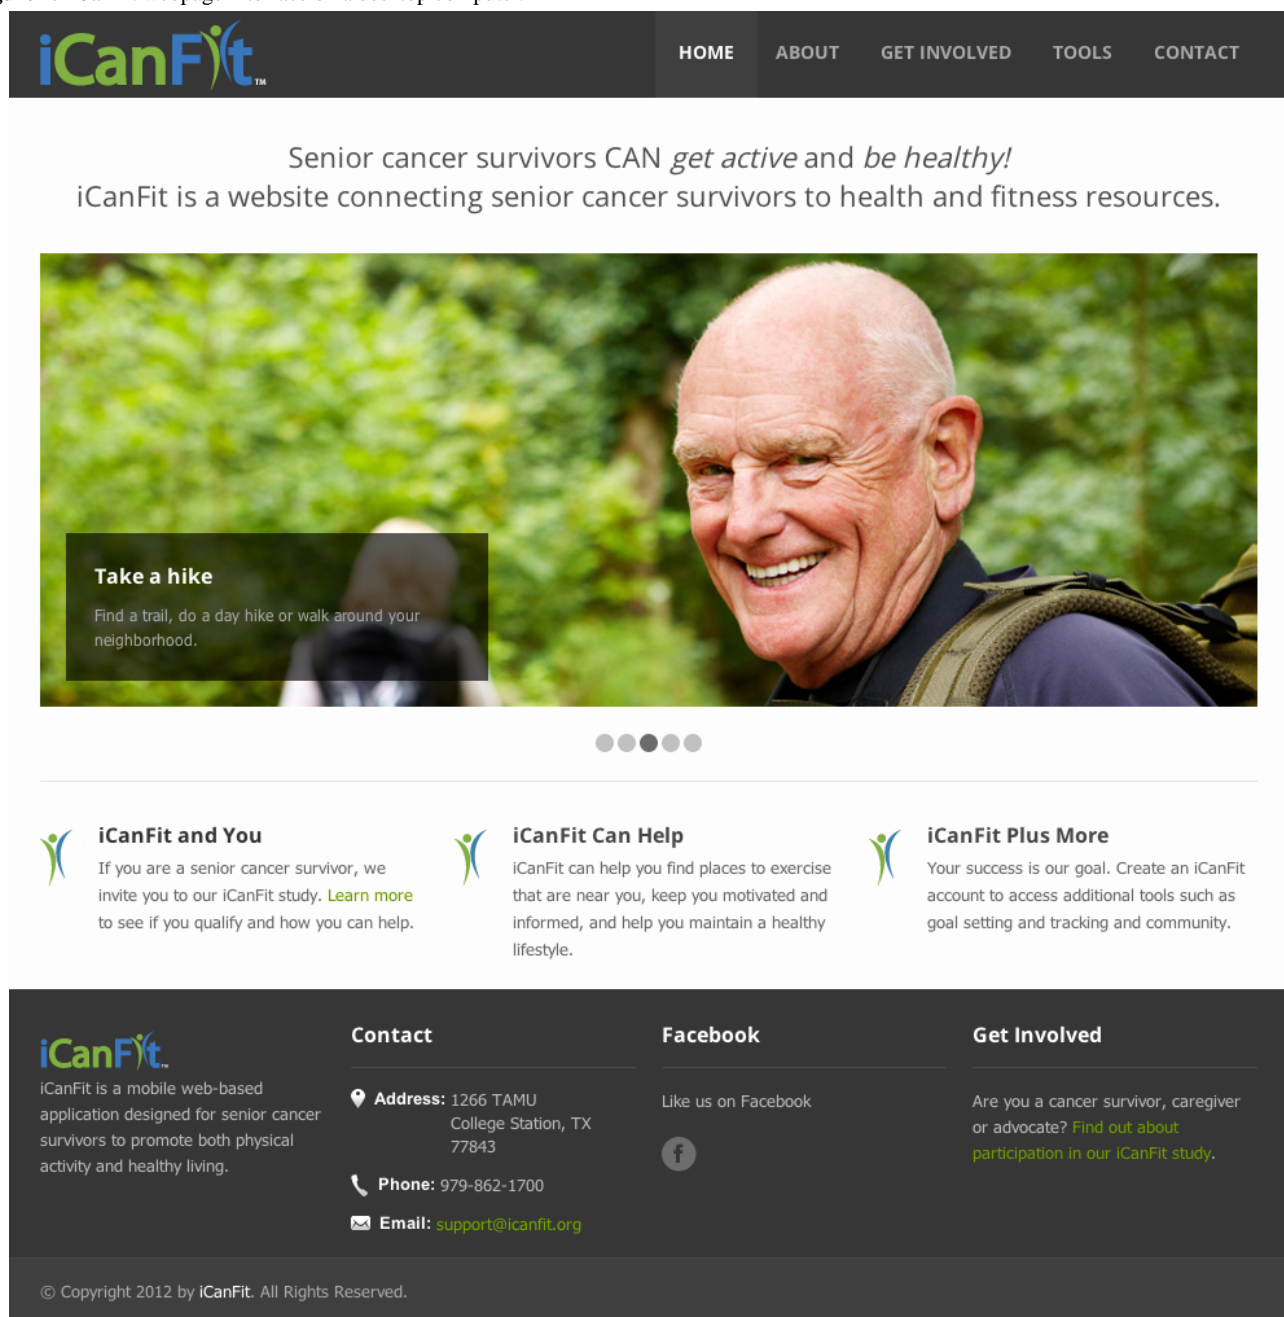 iCanFit™
HOME ABOUT GET INVOLVED TOOLS CONTACT
Senior cancer survivors CAN get active and be healthy!
iCanFit is a website connecting senior cancer survivors to health and fitness resources.
Take a hike
Find a trail, do a day hike or walk around your
neighborhood.
iCanFit and You
If you are a senior cancer survivor, we
invite you to our iCanFit study. Learn more
to see if you qualify and how you can help.
iCanFit Can Help
iCanFit can help you find places to exercise
that are near you, keep you motivated and
informed, and help you maintain a healthy
lifestyle.
iCanFit Plus More
Your success is our goal. Create an iCanFit
account to access additional tools such as
goal setting and tracking and community.
iCanFit™
iCanFit is a mobile web-based
application designed for senior cancer
survivors to promote both physical
activity and healthy living.
Contact
Address: 1266 TAMU
College Station, TX
77843
Phone: 979-862-1700
Email: support@icanfit.org
Facebook
Like us on Facebook
f
Get Involved
Are you a cancer survivor, caregiver
or advocate? Find out about
participation in our iCanFit study.
© Copyright 2012 by iCanFit. All Rights Reserved.